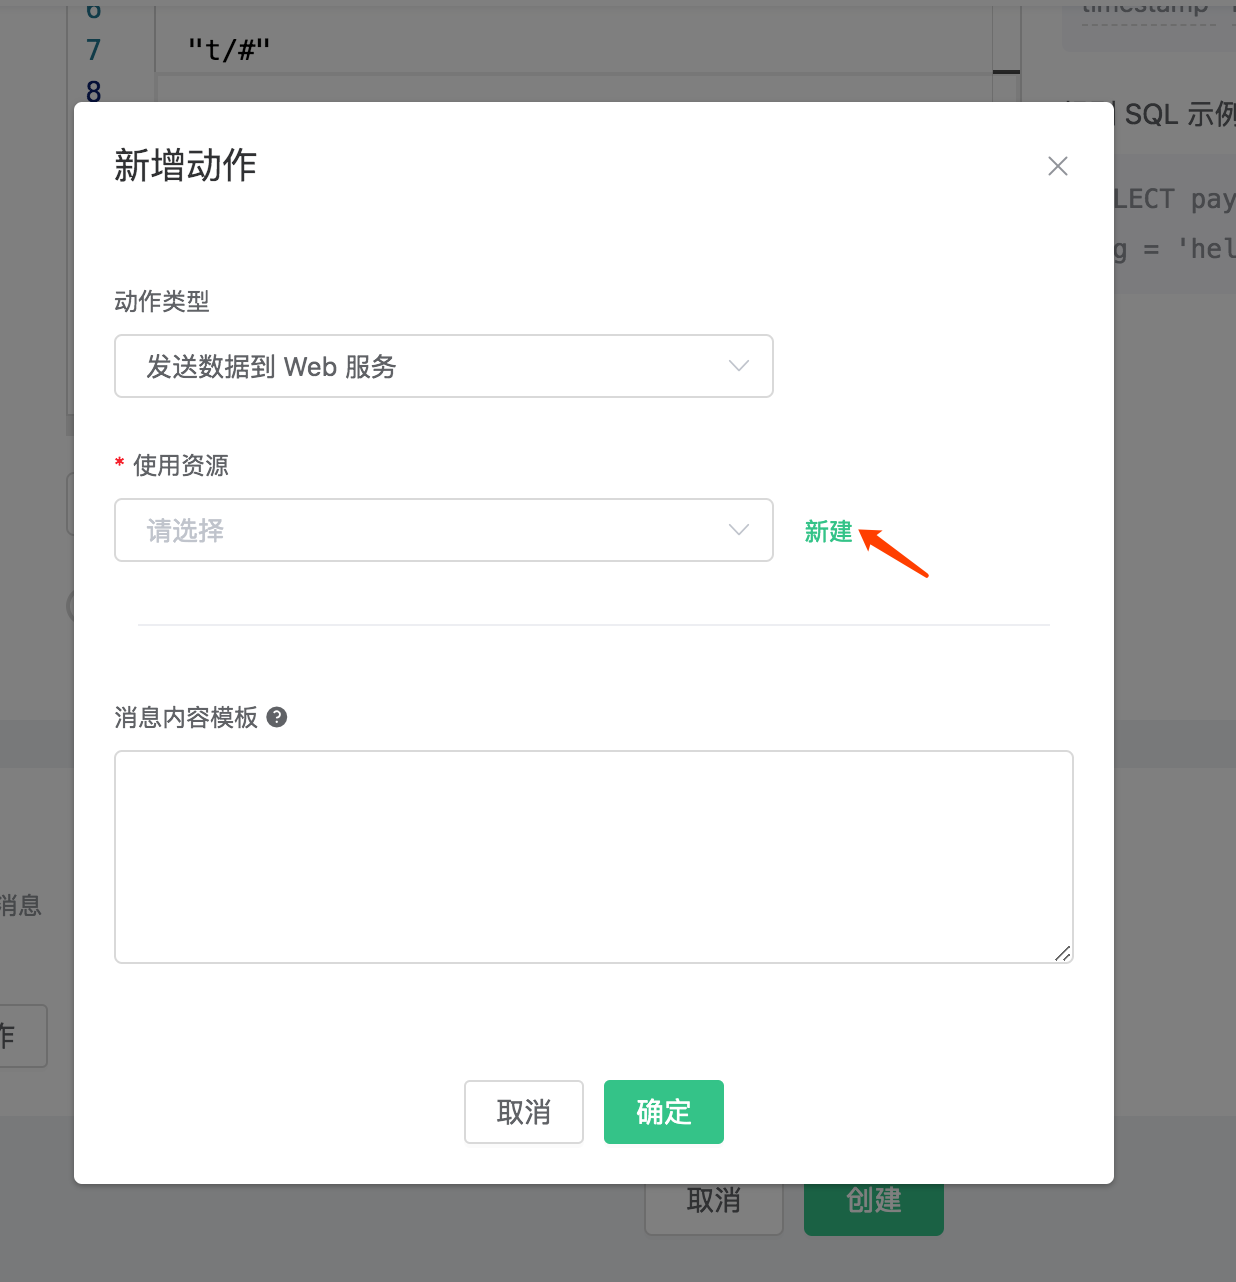 6
7
"t/#"
8
timestamp
SQL 示例
LECT pay
g = 'hel
新增动作
动作类型
发送数据到 Web 服务
* 使用资源
请选择
新建
消息内容模板 ?
消息
作
取消 确定
取消 创建